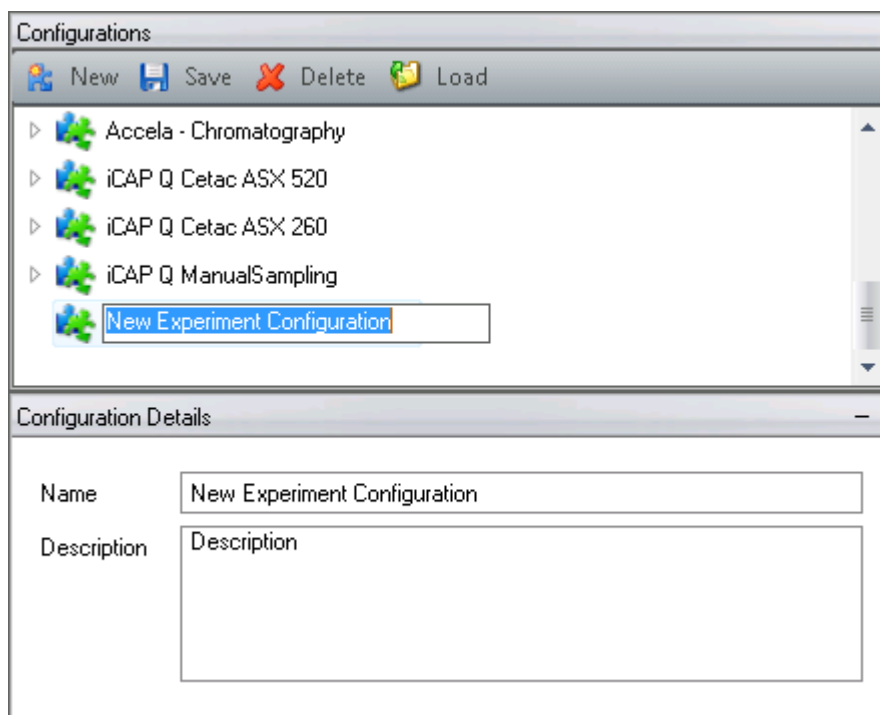 Configurations
New Save Delete Load
Accela - Chromatography
iCAP Q Cetac ASX 520
iCAP Q Cetac ASX 260
iCAP Q ManualSampling
New Experiment Configuration
Configuration Details
Name New Experiment Configuration
Description Description